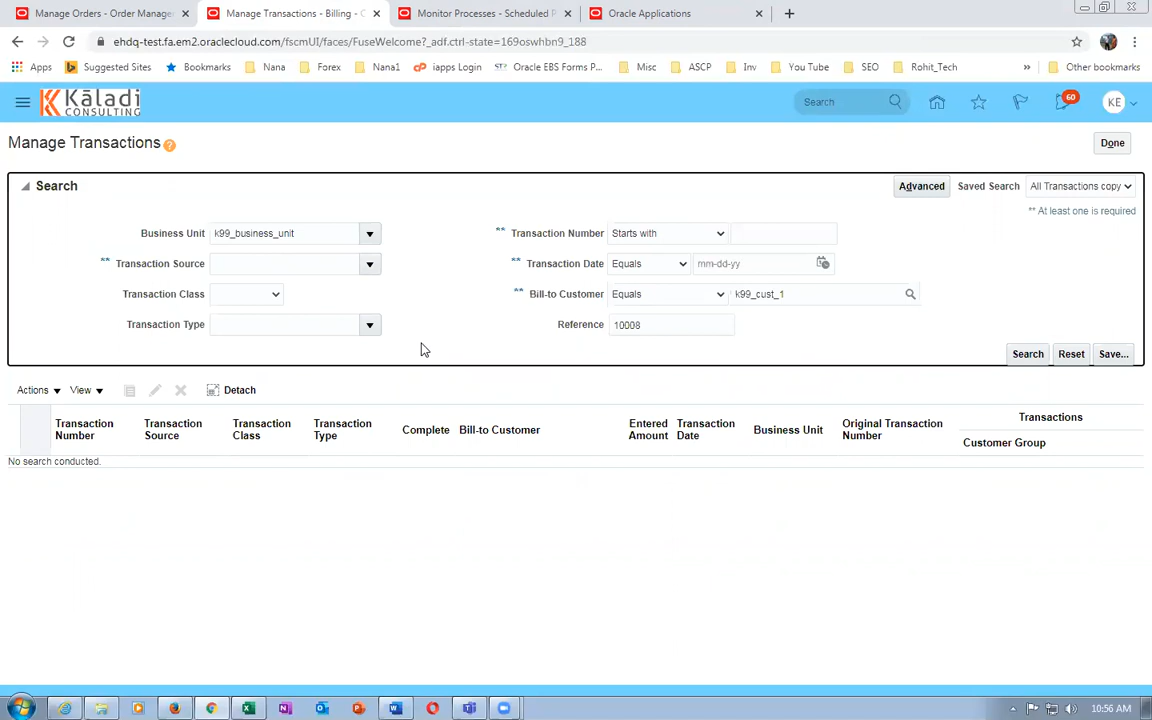 Manage Orders - Order Manager × Manage Transactions - Billing - C × Monitor Processes - Scheduled P × Oracle Applications × +
ehdq-test.fa.em2.oraclecloud.com/fscmUI/faces/FuseWelcome?_adf.ctrl-state=169oswhbn9_188
Apps Suggested Sites Bookmarks Nana Forex Nana1 iapps Login Oracle EBS Forms P... Misc ASCP Inv You Tube SEO Rohit_Tech » Other bookmarks
Kāladi
CONSULTING
Search 60 KE
Manage Transactions ?
Done
Search
Advanced Saved Search All Transactions copy
** At least one is required
Business Unit k99_business_unit ** Transaction Number Starts with
** Transaction Source ** Transaction Date Equals mm-dd-yy
Transaction Class ** Bill-to Customer Equals k99_cust_1
Transaction Type Reference 10008
Search Reset Save...
Actions View Detach
Transaction Number Transaction Source Transaction Class Transaction Type Complete Bill-to Customer Entered Amount Transaction Date Business Unit Original Transaction Number Transactions
Customer Group
No search conducted.
10:56 AM